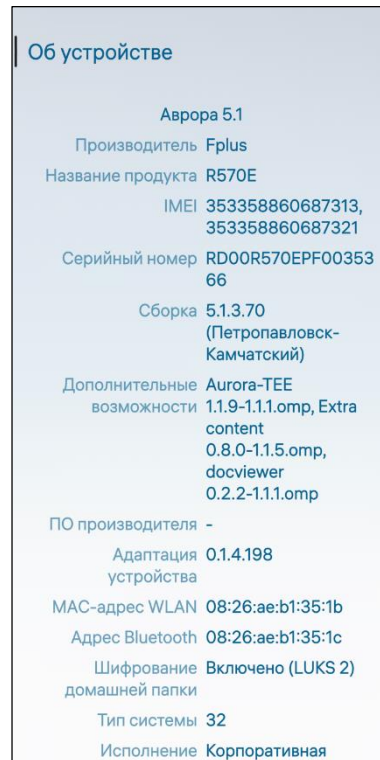 Об устройстве
Аврора 5.1
Производитель Fplus
Название продукта R570E
IMEI 353358860687313,
353358860687321
Серийный номер RD00R570EPF00353
66
Сборка 5.1.3.70
(Петропавловск-
Камчатский)
Дополнительные Aurora-TEE
возможности 1.1.9-1.1.1.omp, Extra
content
0.8.0-1.1.5.omp,
docviewer
0.2.2-1.1.1.omp
ПО производителя -
Адаптация 0.1.4.198
устройства
MAC-адрес WLAN 08:26:ae:b1:35:1b
Адрес Bluetooth 08:26:ae:b1:35:1c
Шифрование Включено (LUKS 2)
домашней папки
Тип системы 32
Исполнение Корпоративная